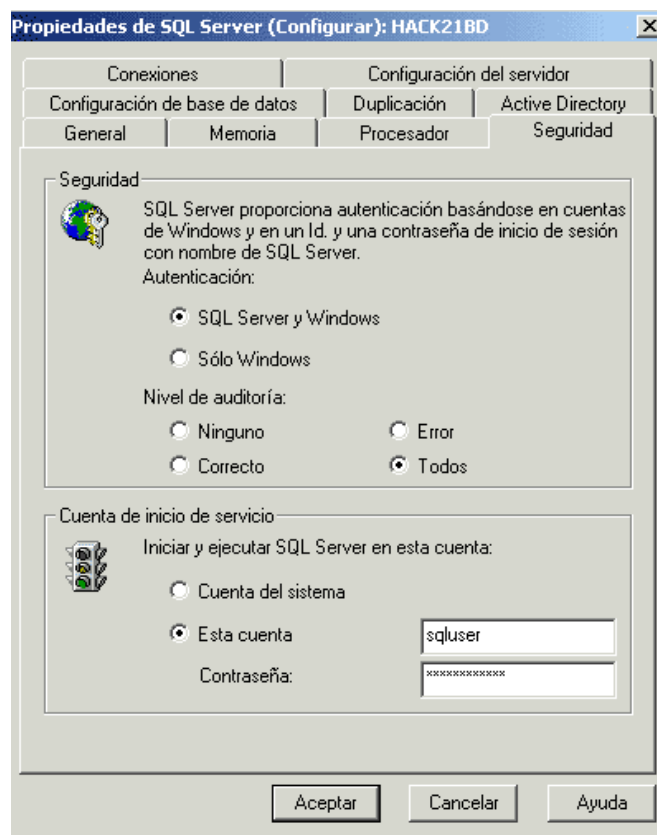 Propiedades de SQL Server (Configurar): HACK21BD
Conexiones
Configuración del servidor
Configuración de base de datos
Duplicación
Active Directory
General
Memoria
Procesador
Seguridad
Seguridad
SQL Server proporciona autenticación basándose en cuentas
de Windows y en un Id. y una contraseña de inicio de sesión
con nombre de SQL Server.
Autenticación:
SQL Server y Windows
Sólo Windows
Nivel de auditoría:
Ninguno
Error
Correcto
Todos
Cuenta de inicio de servicio
Iniciar y ejecutar SQL Server en esta cuenta:
Cuenta del sistema
Esta cuenta
sqluser
Contraseña:
************
Aceptar
Cancelar
Ayuda